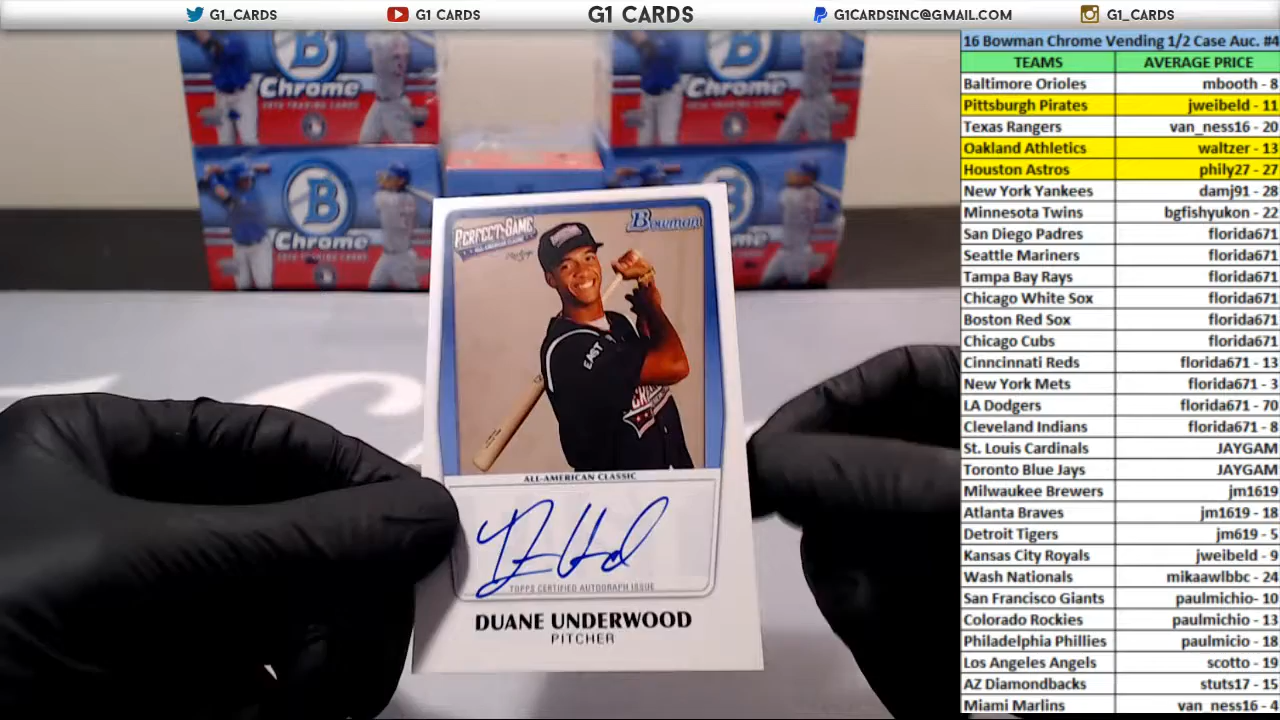 G1_CARDS
G1 CARDS
G1 CARDS
G1CARDSINC@GMAIL.COM
G1_CARDS
16 Bowman Chrome Vending 1/2 Case Auc. #4
TEAMS AVERAGE PRICE
Baltimore Orioles mbooth - 8
Pittsburgh Pirates jweibeld - 11
Texas Rangers van_ness16 - 20
Oakland Athletics waltzer - 13
Houston Astros phily27 - 27
New York Yankees damj91 - 28
Minnesota Twins bgfishyukon - 22
San Diego Padres florida671
Seattle Mariners florida671
Tampa Bay Rays florida671
Chicago White Sox florida671
Boston Red Sox florida671
Chicago Cubs florida671
Cinncinnati Reds florida671 - 13
New York Mets florida671 - 3
LA Dodgers florida671 - 70
Cleveland Indians florida671 - 8
St. Louis Cardinals JAYGAM
Toronto Blue Jays JAYGAM
Milwaukee Brewers jm1619
Atlanta Braves jm1619 - 18
Detroit Tigers jm619 - 5
Kansas City Royals jweibeld - 9
Wash Nationals mikaawlbbc - 24
San Francisco Giants paulmichio- 10
Colorado Rockies paulmichio - 13
Philadelphia Phillies paulmicio - 18
Los Angeles Angels scotto - 19
AZ Diamondbacks stuts17 - 15
Miami Marlins van_ness16 - 4
B
Chrome
B
Chrome
B
Chrome
B
Chrome
PERFECT GAME
Bowman
EAST
ALL-AMERICAN CLASSIC
TOPPS CERTIFIED AUTOGRAPH ISSUE
DUANE UNDERWOOD
PITCHER